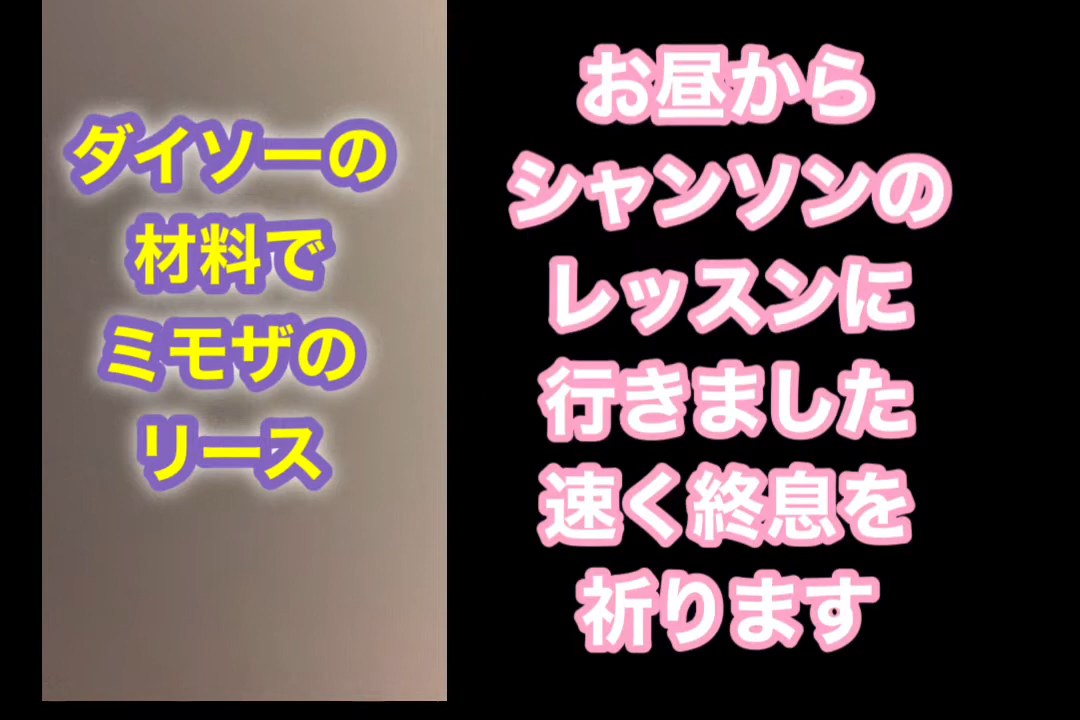 ダイソーの
材料で
ミモザの
リース
お昼から
シャンソンの
レッスンに
行きました
速く終息を
祈ります